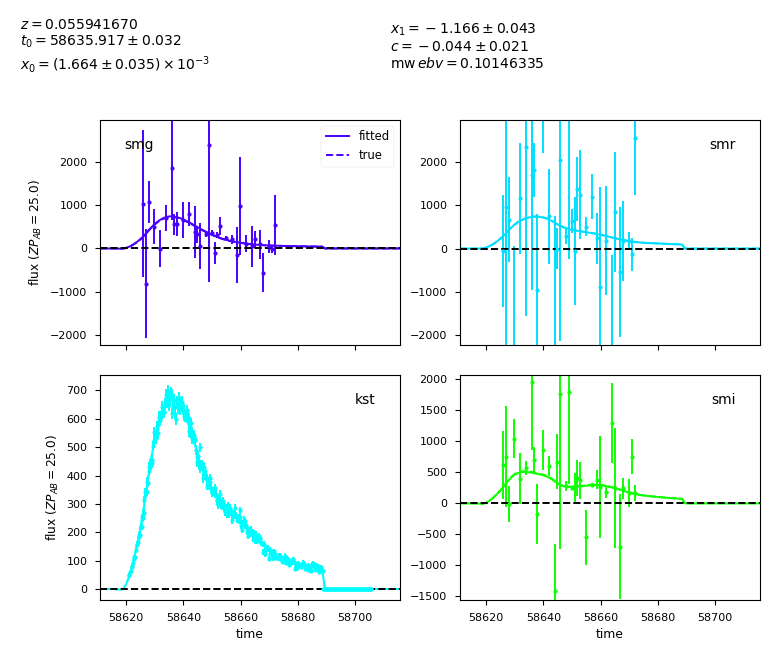 z = 0.055941670
t₀ = 58635.917 ± 0.032
x₀ = (1.664 ± 0.035) × 10⁻³
x₁ = −1.166 ± 0.043
c = −0.044 ± 0.021
mw ebv = 0.10146335
smg
fitted
true
2000
1000
0
−1000
−2000
flux (ZP_AB = 25.0)
smr
2000
1000
0
−1000
−2000
kst
700
600
500
400
300
200
100
0
flux (ZP_AB = 25.0)
58620 58640 58660 58680 58700
time
smi
2000
1500
1000
500
0
−500
−1000
−1500
58620 58640 58660 58680 58700
time